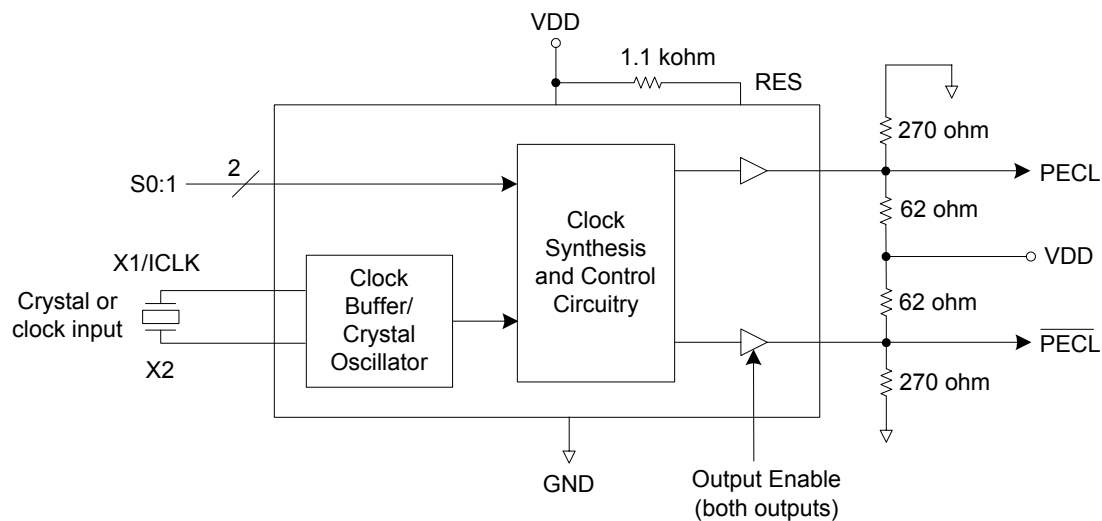 VDD
1.1 kohm
RES
270 ohm
S0:1
2
PECL
62 ohm
Clock
Synthesis
and Control
Circuitry
VDD
X1/ICLK
Crystal or
clock input
X2
Clock
Buffer/
Crystal
Oscillator
62 ohm
PECL
270 ohm
GND
Output Enable
(both outputs)